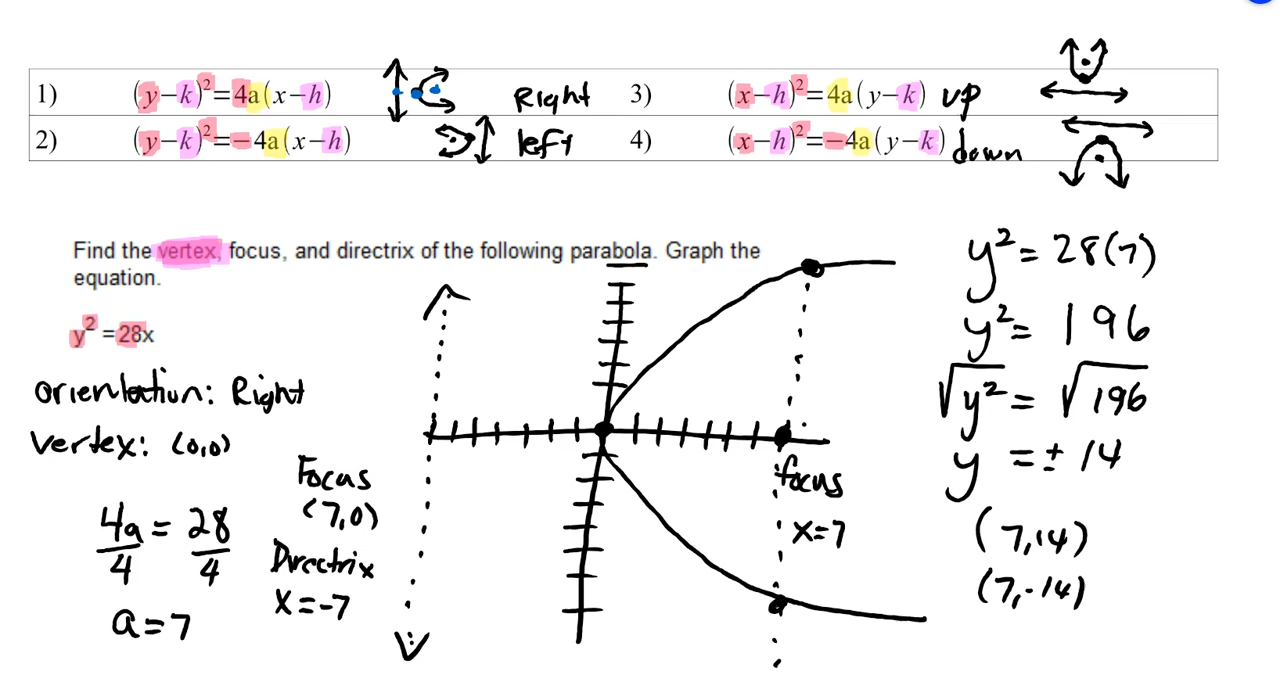 1) (y−k)²=4a(x−h) Right 3) (x−h)²=4a(y−k) up
2) (y−k)²=−4a(x−h) left 4) (x−h)²=−4a(y−k) down
Find the vertex, focus, and directrix of the following parabola. Graph the
equation.
y² = 28x
orientation: Right
vertex: (0,0)
4a = 28
4 4
a = 7
Focus
(7,0)
Directrix
x = -7
focus
x=7
y² = 28(7)
y² = 196
√y² = √196
y = ± 14
(7,14)
(7,-14)